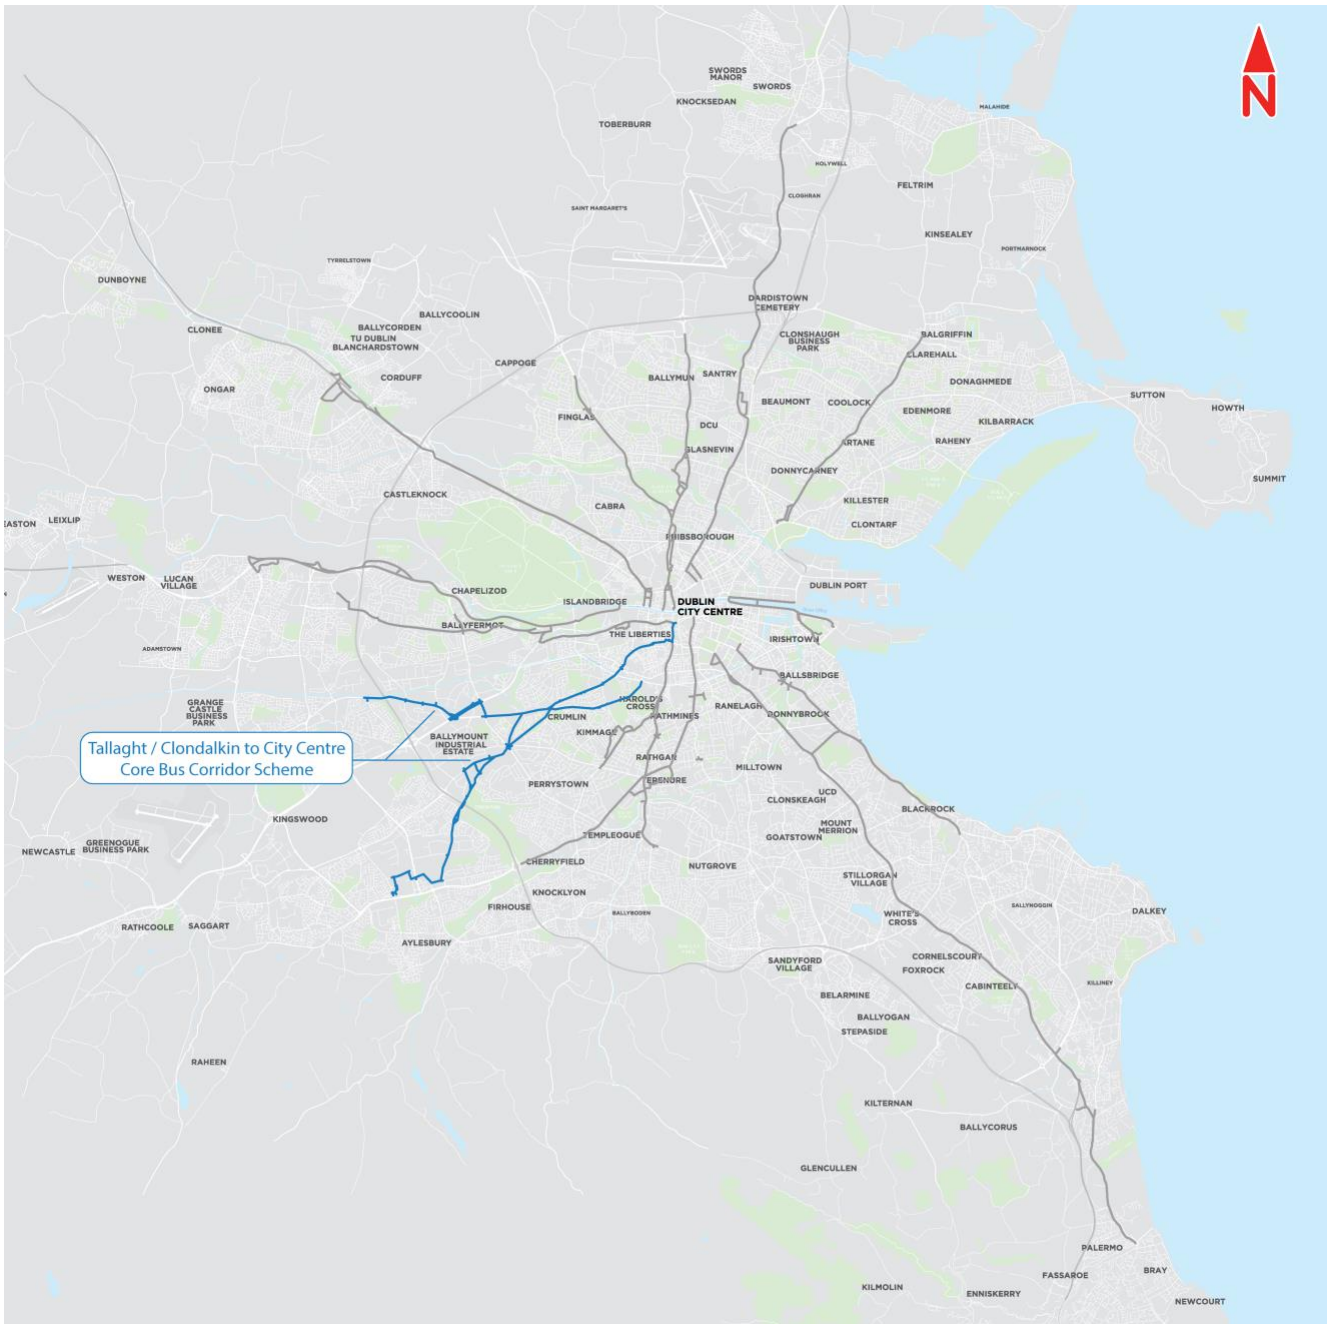 SWORDS
MANOR
SWORDS
KNOCKSEDAN
MALAHIDE
TOBERBURR
N
HOLYWELL
FELTRIM
CLOGHRAN
SAINT MARGARET'S
KINSEALEY
PORTMARNOCK
TYRRELSTOWN
DUNBOYNE
DARDISTOWN
CEMETERY
BALLYCOOLIN
CLONEE
BALLYCORDEN
TU DUBLIN
BLANCHARDSTOWN
CLONSHAUGH
BUSINESS
PARK
BALGRIFFIN
CLAREHALL
CAPPOGE
CORDUFF
BALLYMUN
SANTRY
DONAGHMEDE
ONGAR
SUTTON
BEAUMONT
COOLOCK
HOWTH
EDENMORE
FINGLAS
KILBARRACK
DCU
ARTANE
RAHENY
GLASNEVIN
DONNYCARNEY
SUMMIT
CASTLEKNOCK
KILLESTER
CABRA
EASTON
LEIXLIP
CLONTARF
PHIBSBOROUGH
WESTON
LUCAN
VILLAGE
CHAPELIZOD
DUBLIN PORT
ISLANDBRIDGE
DUBLIN
CITY CENTRE
BALLYFERMOT
THE LIBERTIES
IRISHTOWN
ADAMSTOWN
BALLSBRIDGE
GRANGE
CASTLE
BUSINESS
PARK
HAROLD'S
CROSS
RANELAGH
DONNYBROOK
CRUMLIN
RATHMINES
KIMMAGE
BALLYMOUNT
INDUSTRIAL
ESTATE
Tallaght / Clondalkin to City Centre
Core Bus Corridor Scheme
RATHGAR
MILLTOWN
PERRYSTOWN
TERENURE
UCD
CLONSKEAGH
BLACKROCK
KINGSWOOD
MOUNT
MERRION
TEMPLEOGUE
GOATSTOWN
GREENOGUE
BUSINESS PARK
NEWCASTLE
CHERRYFIELD
NUTGROVE
STILLORGAN
VILLAGE
KNOCKLYON
FIRHOUSE
BALLYBODEN
SALLYNOGGIN
DALKEY
WHITE'S
CROSS
RATHCOOLE
SAGGART
AYLESBURY
CORNELSCOURT
SANDYFORD
VILLAGE
FOXROCK
CABINTEELY
KILLINEY
BELARMINE
BALLYOGAN
STEPASIDE
RAHEEN
KILTERNAN
BALLYCORUS
GLENCULLEN
PALERMO
BRAY
FASSAROE
KILMOLIN
ENNISKERRY
NEWCOURT